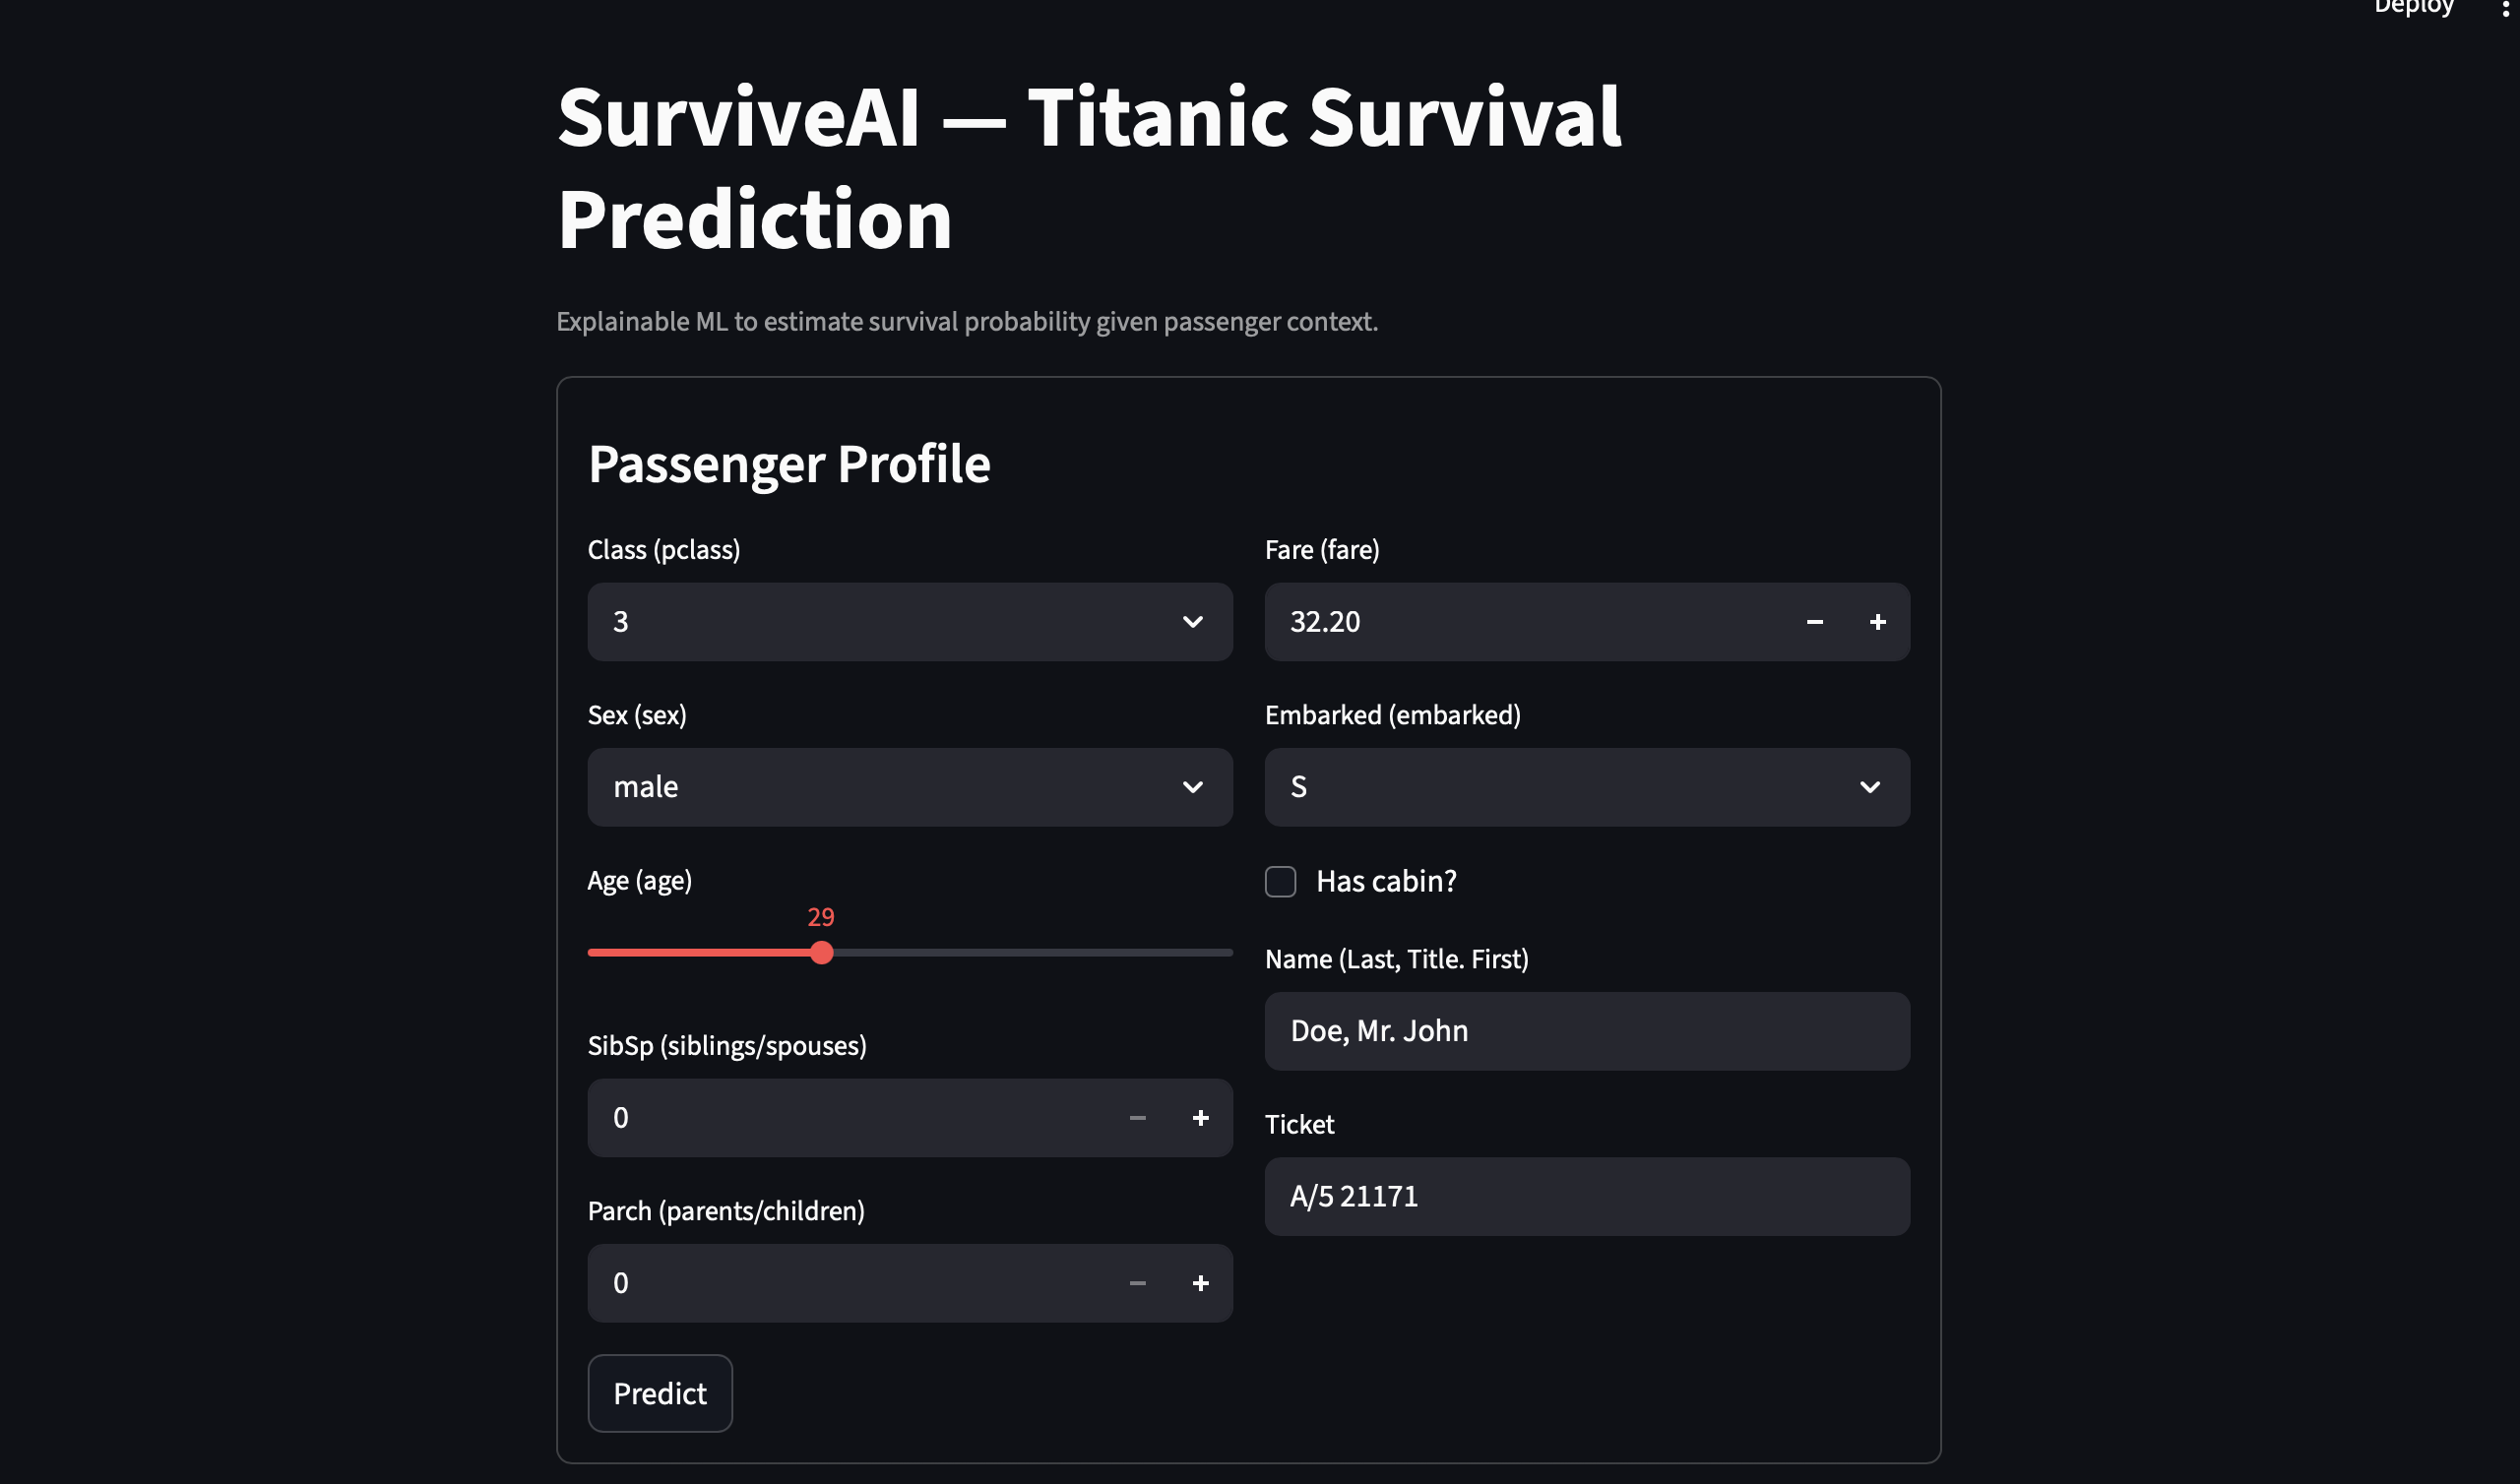 Deploy
SurviveAI — Titanic Survival
Prediction
Explainable ML to estimate survival probability given passenger context.
Passenger Profile
Class (pclass)
3
Sex (sex)
male
Age (age)
29
SibSp (siblings/spouses)
0
Parch (parents/children)
0
Fare (fare)
32.20
Embarked (embarked)
S
Has cabin?
Name (Last, Title. First)
Doe, Mr. John
Ticket
A/5 21171
Predict